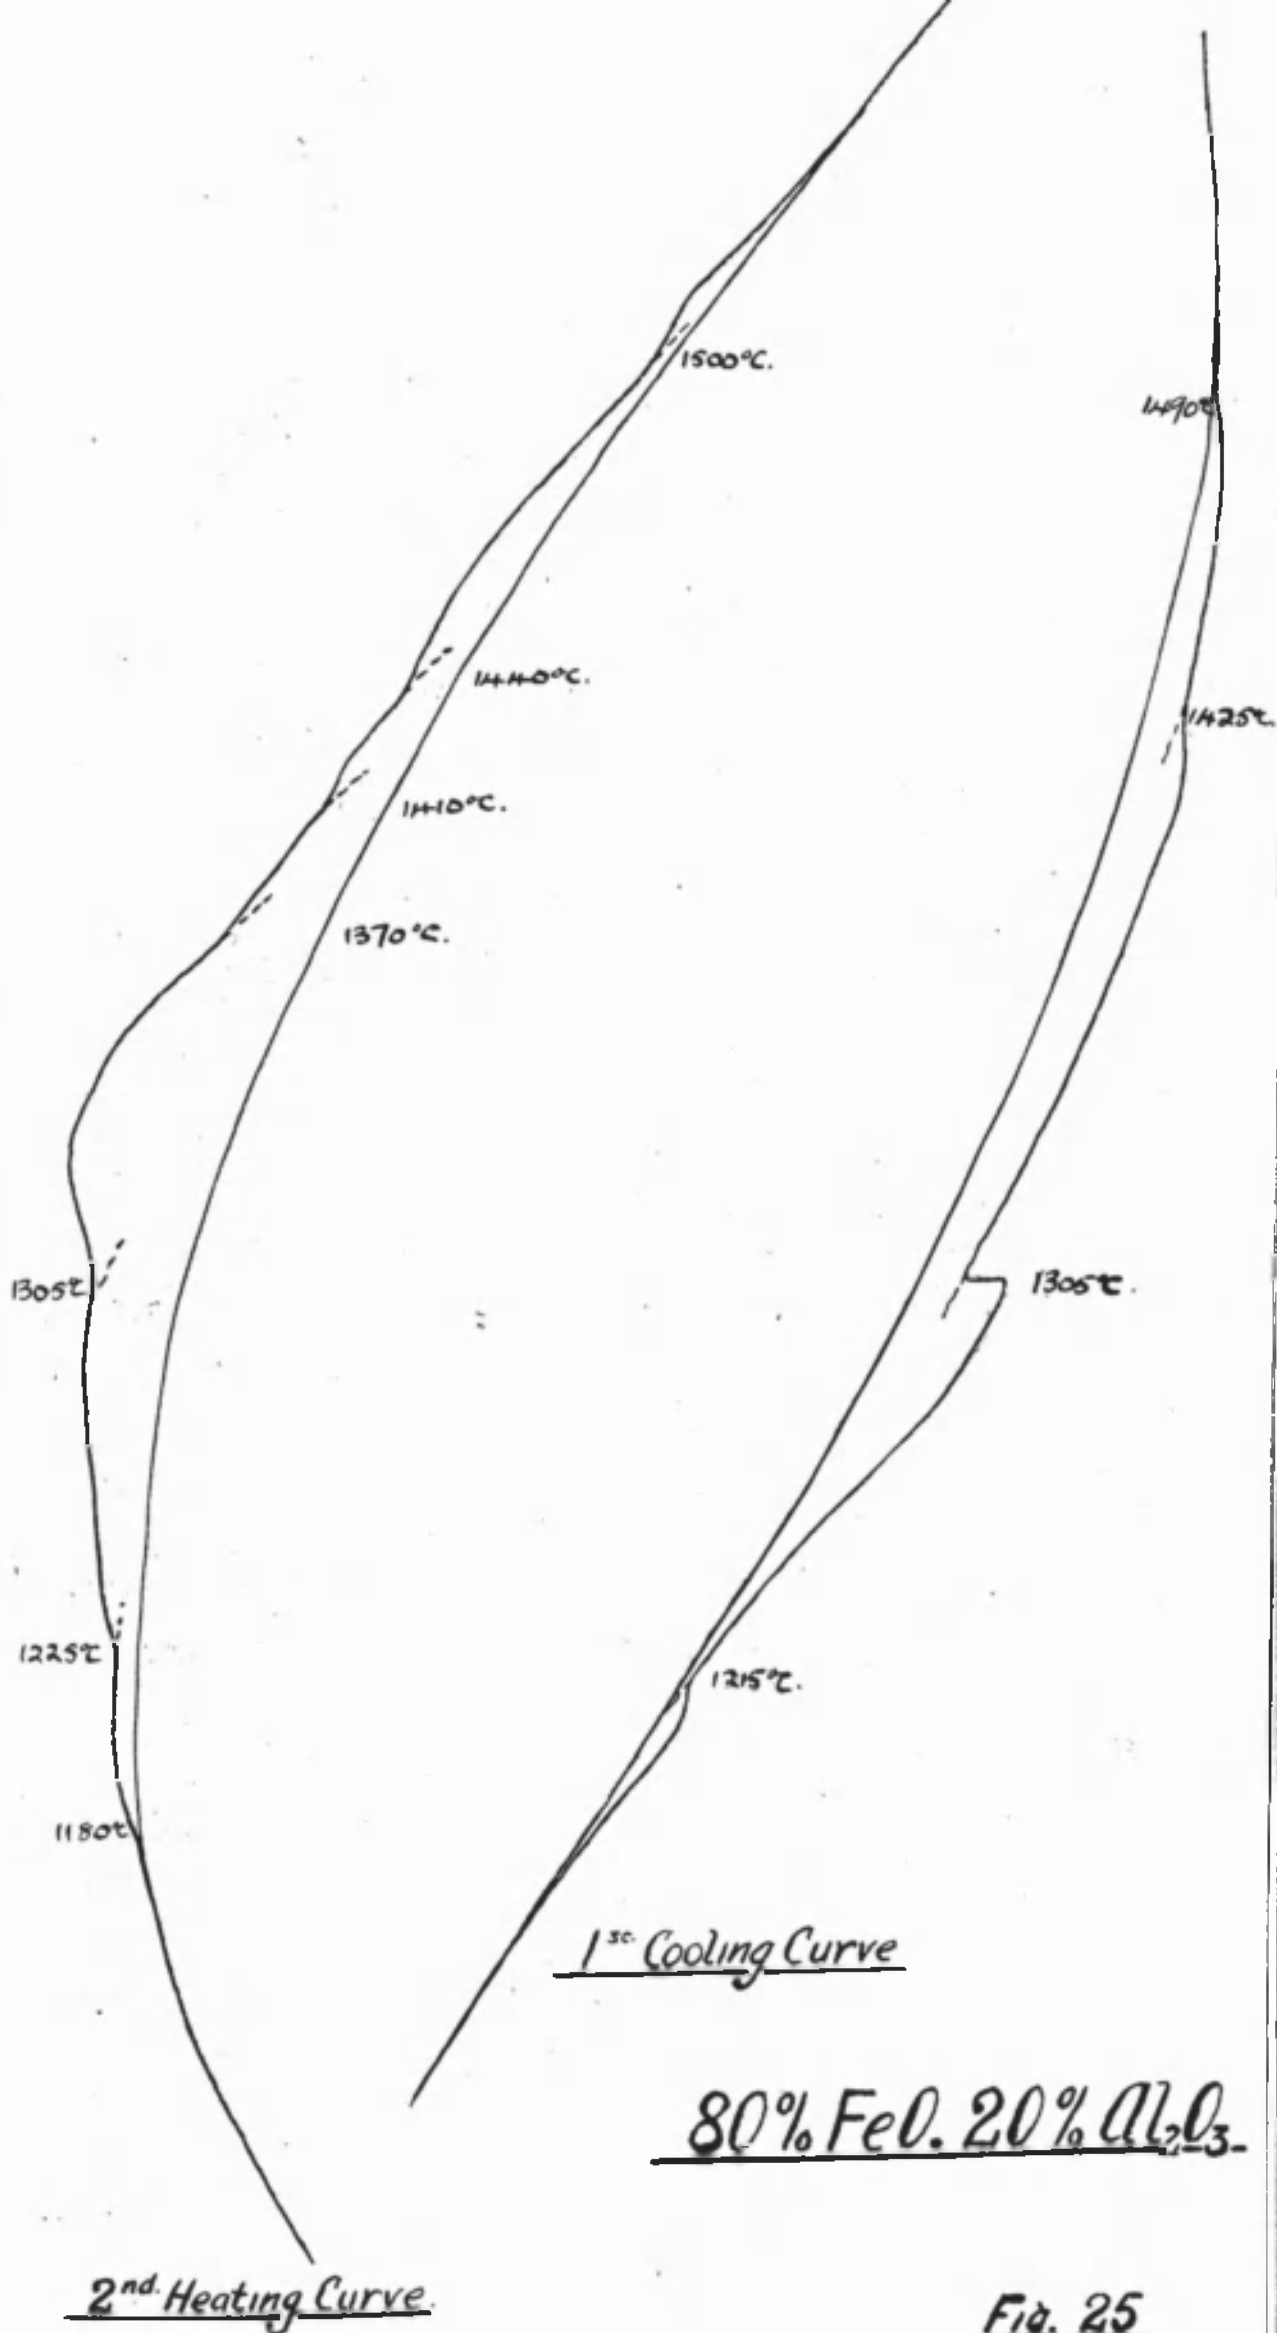 1500°C.
1490°C
1440°C.
1425°C.
1410°C.
1370°C.
1305°C
1305°C.
1225°C
1215°C.
1180°C
1st. Cooling Curve
80% FeO. 20% Al2O3.
2nd. Heating Curve.
Fig. 25